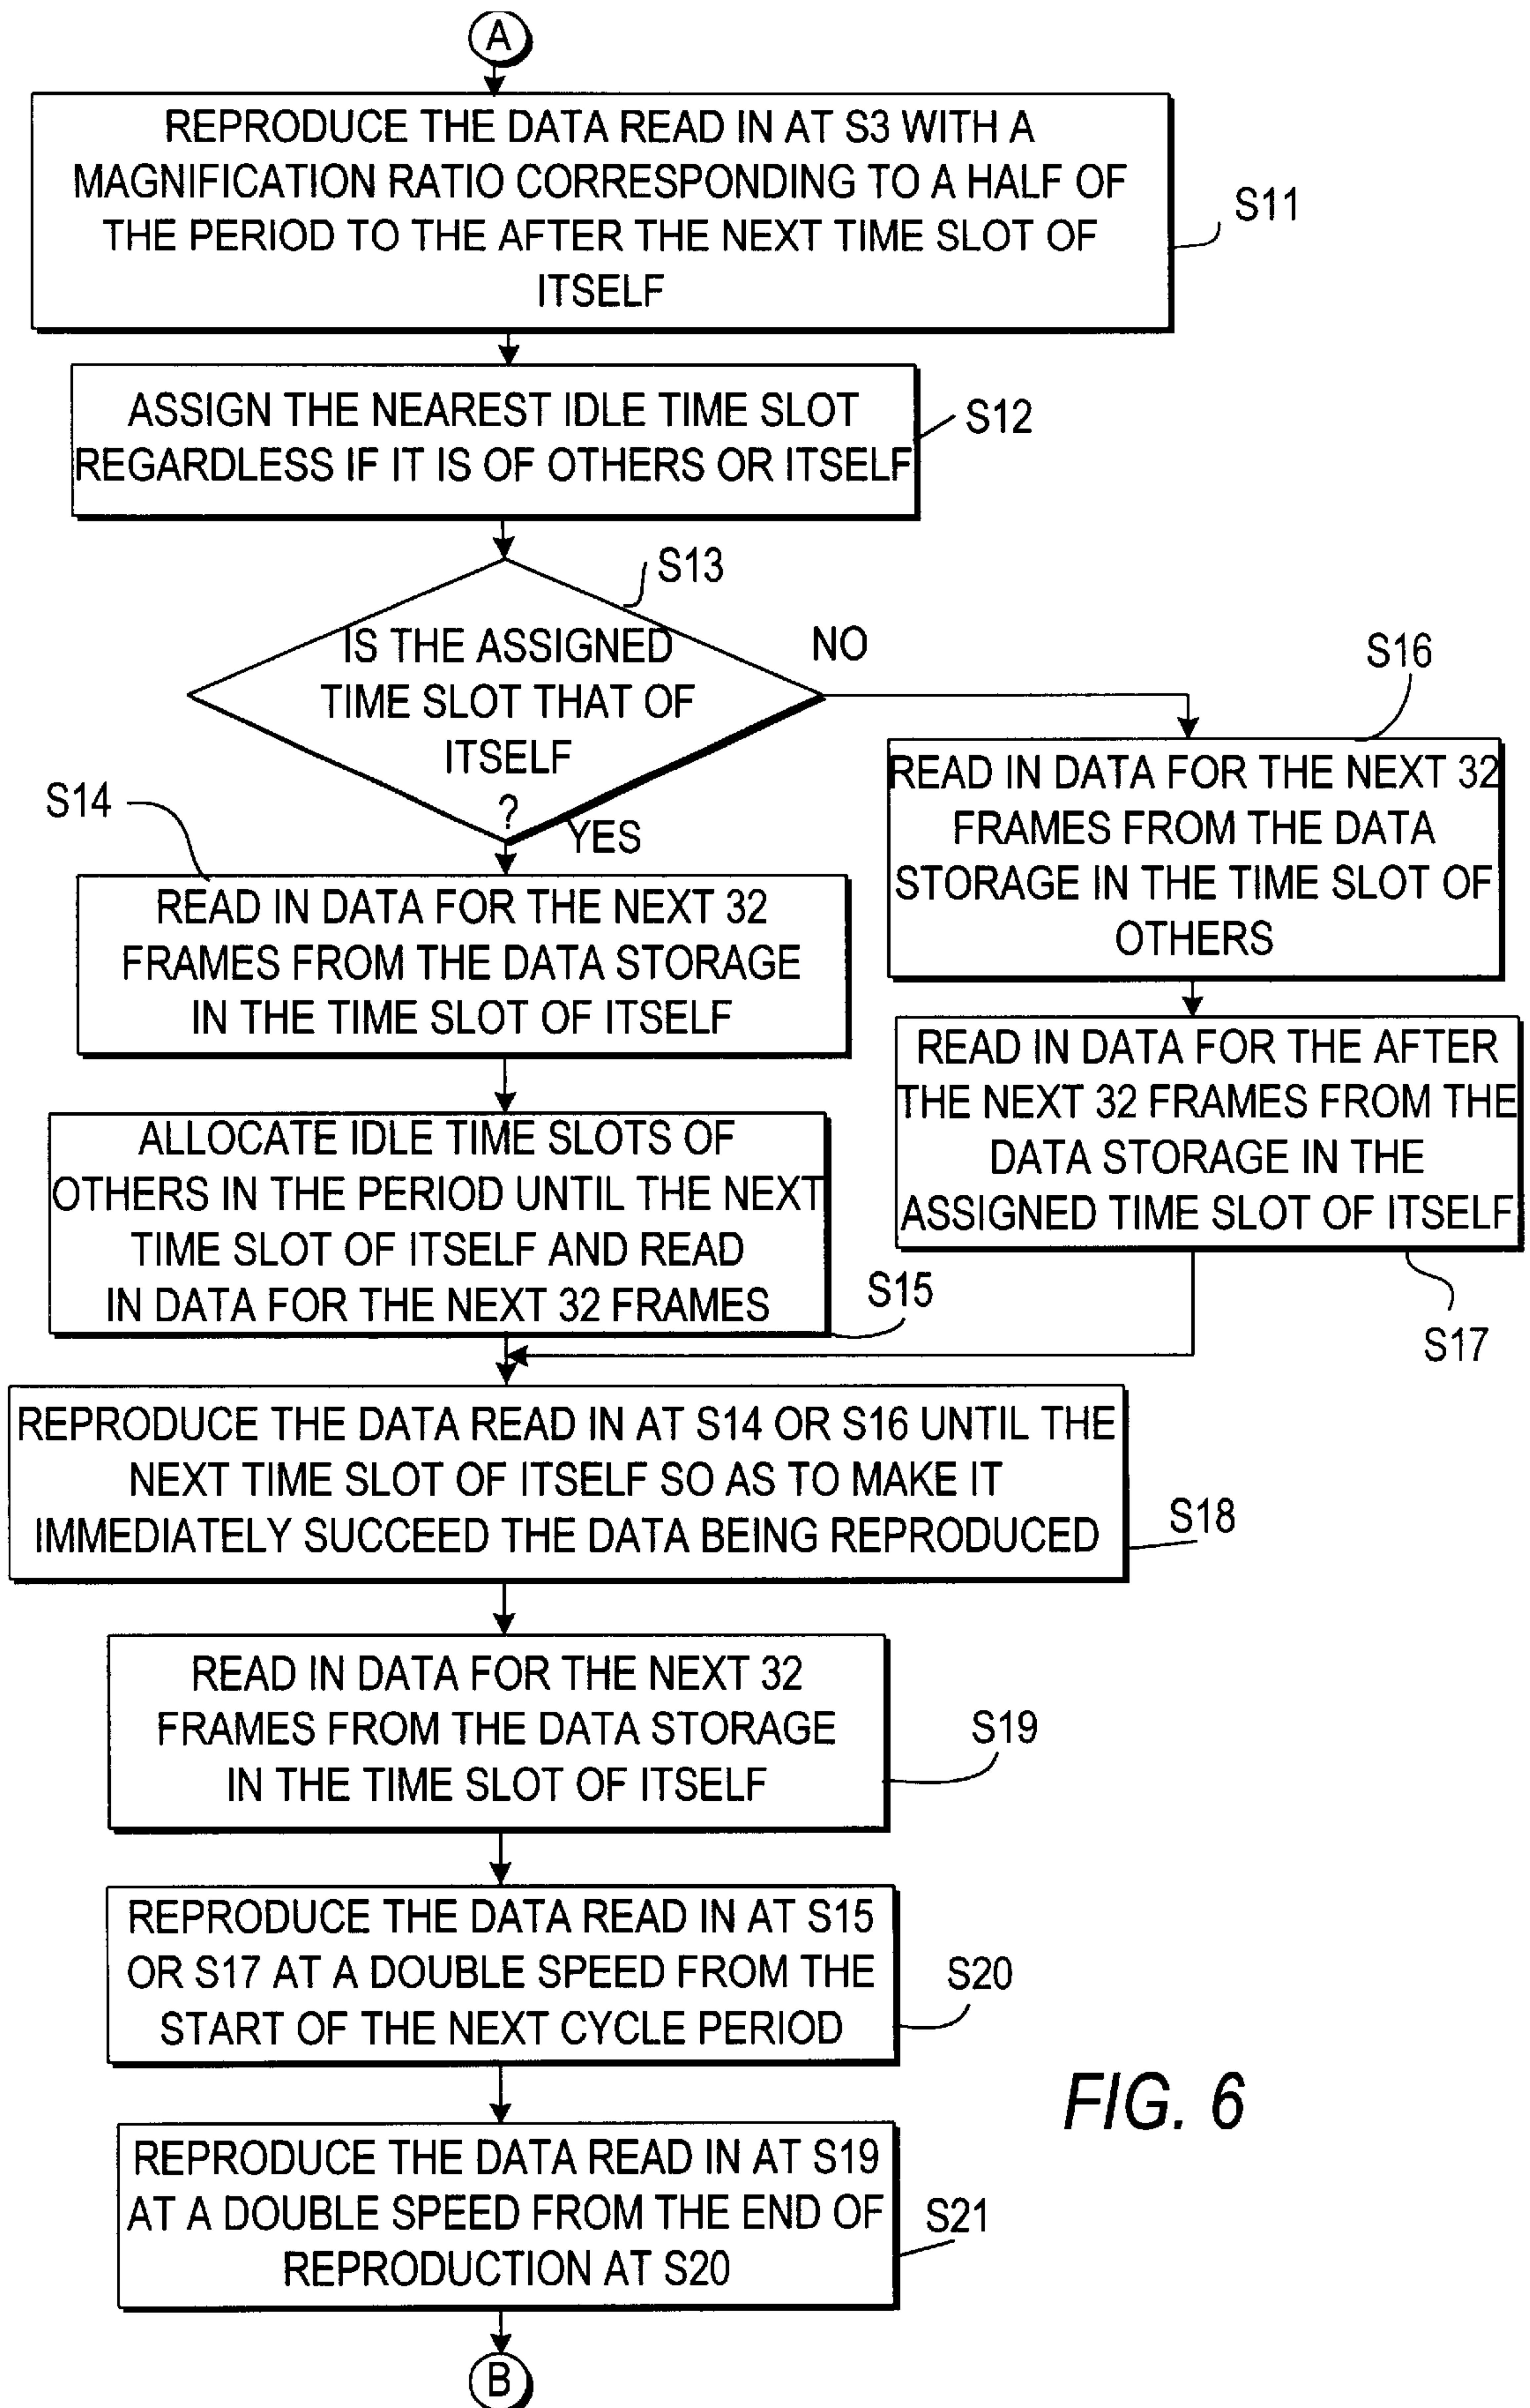 A
REPRODUCE THE DATA READ IN AT S3 WITH A
MAGNIFICATION RATIO CORRESPONDING TO A HALF OF
THE PERIOD TO THE AFTER THE NEXT TIME SLOT OF
ITSELF
S11
ASSIGN THE NEAREST IDLE TIME SLOT
REGARDLESS IF IT IS OF OTHERS OR ITSELF
S12
S13
IS THE ASSIGNED
TIME SLOT THAT OF
ITSELF
?
NO
YES
S14
READ IN DATA FOR THE NEXT 32
FRAMES FROM THE DATA STORAGE
IN THE TIME SLOT OF ITSELF
S16
READ IN DATA FOR THE NEXT 32
FRAMES FROM THE DATA
STORAGE IN THE TIME SLOT OF
OTHERS
ALLOCATE IDLE TIME SLOTS OF
OTHERS IN THE PERIOD UNTIL THE NEXT
TIME SLOT OF ITSELF AND READ
IN DATA FOR THE NEXT 32 FRAMES
S15
READ IN DATA FOR THE AFTER
THE NEXT 32 FRAMES FROM THE
DATA STORAGE IN THE
ASSIGNED TIME SLOT OF ITSELF
S17
REPRODUCE THE DATA READ IN AT S14 OR S16 UNTIL THE
NEXT TIME SLOT OF ITSELF SO AS TO MAKE IT
IMMEDIATELY SUCCEED THE DATA BEING REPRODUCED
S18
READ IN DATA FOR THE NEXT 32
FRAMES FROM THE DATA STORAGE
IN THE TIME SLOT OF ITSELF
S19
REPRODUCE THE DATA READ IN AT S15
OR S17 AT A DOUBLE SPEED FROM THE
START OF THE NEXT CYCLE PERIOD
S20
FIG. 6
REPRODUCE THE DATA READ IN AT S19
AT A DOUBLE SPEED FROM THE END OF
REPRODUCTION AT S20
S21
B